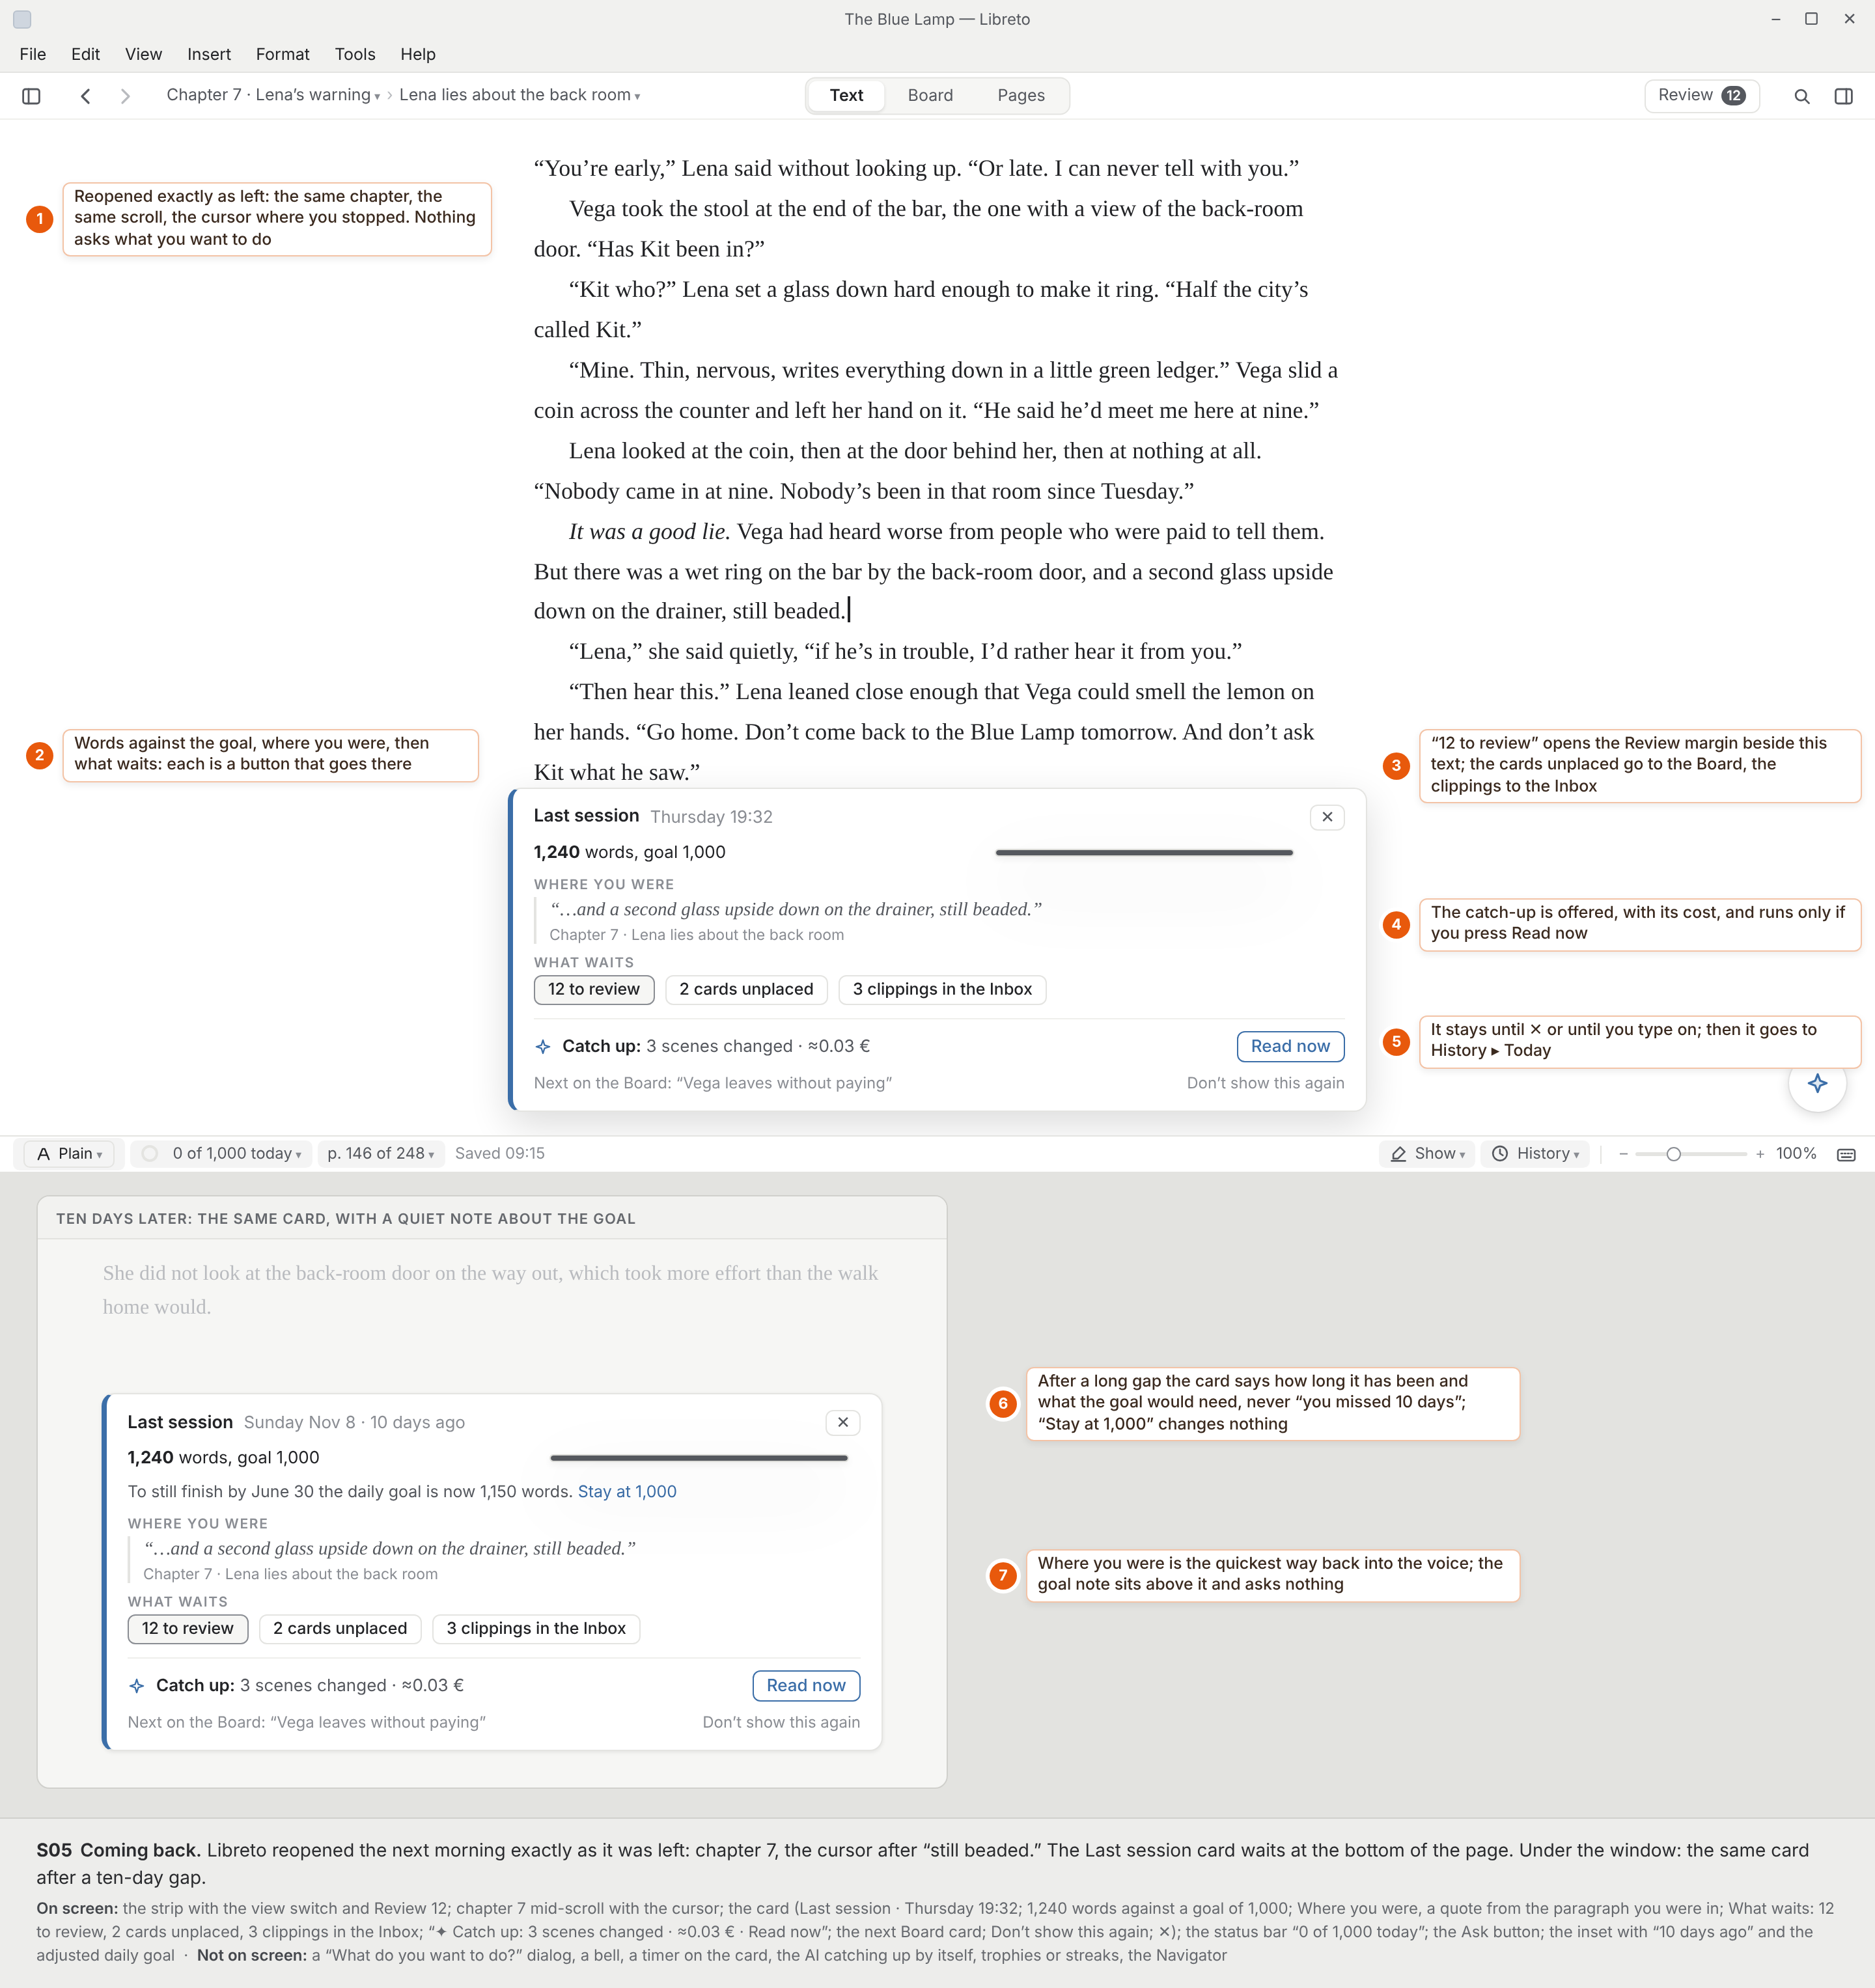 The Blue Lamp — Libreto
File Edit View Insert Format Tools Help
Chapter 7 · Lena’s warning ▾ › Lena lies about the back room ▾
Text Board Pages
Review 12
“You’re early,” Lena said without looking up. “Or late. I can never tell with you.”
Vega took the stool at the end of the bar, the one with a view of the back-room
door. “Has Kit been in?”
“Kit who?” Lena set a glass down hard enough to make it ring. “Half the city’s
called Kit.”
“Mine. Thin, nervous, writes everything down in a little green ledger.” Vega slid a
coin across the counter and left her hand on it. “He said he’d meet me here at nine.”
Lena looked at the coin, then at the door behind her, then at nothing at all.
“Nobody came in at nine. Nobody’s been in that room since Tuesday.”
It was a good lie. Vega had heard worse from people who were paid to tell them.
But there was a wet ring on the bar by the back-room door, and a second glass upside
down on the drainer, still beaded.
“Lena,” she said quietly, “if he’s in trouble, I’d rather hear it from you.”
“Then hear this.” Lena leaned close enough that Vega could smell the lemon on
her hands. “Go home. Don’t come back to the Blue Lamp tomorrow. And don’t ask
Kit what he saw.”
1
Reopened exactly as left: the same chapter, the
same scroll, the cursor where you stopped. Nothing
asks what you want to do
2
Words against the goal, where you were, then
what waits: each is a button that goes there
3
“12 to review” opens the Review margin beside this
text; the cards unplaced go to the Board, the
clippings to the Inbox
4
The catch-up is offered, with its cost, and runs only if
you press Read now
5
It stays until ✕ or until you type on; then it goes to
History ▸ Today
Last session Thursday 19:32 ✕
1,240 words, goal 1,000
WHERE YOU WERE
“…and a second glass upside down on the drainer, still beaded.”
Chapter 7 · Lena lies about the back room
WHAT WAITS
12 to review 2 cards unplaced 3 clippings in the Inbox
Catch up: 3 scenes changed · ≈0.03 € Read now
Next on the Board: “Vega leaves without paying” Don’t show this again
A Plain ▾ 0 of 1,000 today ▾ p. 146 of 248 ▾ Saved 09:15
Show ▾ History ▾ − + 100%
TEN DAYS LATER: THE SAME CARD, WITH A QUIET NOTE ABOUT THE GOAL
She did not look at the back-room door on the way out, which took more effort than the walk
home would.
Last session Sunday Nov 8 · 10 days ago ✕
1,240 words, goal 1,000
To still finish by June 30 the daily goal is now 1,150 words. Stay at 1,000
WHERE YOU WERE
“…and a second glass upside down on the drainer, still beaded.”
Chapter 7 · Lena lies about the back room
WHAT WAITS
12 to review 2 cards unplaced 3 clippings in the Inbox
Catch up: 3 scenes changed · ≈0.03 € Read now
Next on the Board: “Vega leaves without paying” Don’t show this again
6
After a long gap the card says how long it has been and
what the goal would need, never “you missed 10 days”;
“Stay at 1,000” changes nothing
7
Where you were is the quickest way back into the voice; the
goal note sits above it and asks nothing
S05 Coming back. Libreto reopened the next morning exactly as it was left: chapter 7, the cursor after “still beaded.” The Last session card waits at the bottom of the page. Under the window: the same card
after a ten-day gap.
On screen: the strip with the view switch and Review 12; chapter 7 mid-scroll with the cursor; the card (Last session · Thursday 19:32; 1,240 words against a goal of 1,000; Where you were, a quote from the paragraph you were in; What waits: 12
to review, 2 cards unplaced, 3 clippings in the Inbox; “✦ Catch up: 3 scenes changed · ≈0.03 € · Read now”; the next Board card; Don’t show this again; ✕); the status bar “0 of 1,000 today”; the Ask button; the inset with “10 days ago” and the
adjusted daily goal · Not on screen: a “What do you want to do?” dialog, a bell, a timer on the card, the AI catching up by itself, trophies or streaks, the Navigator